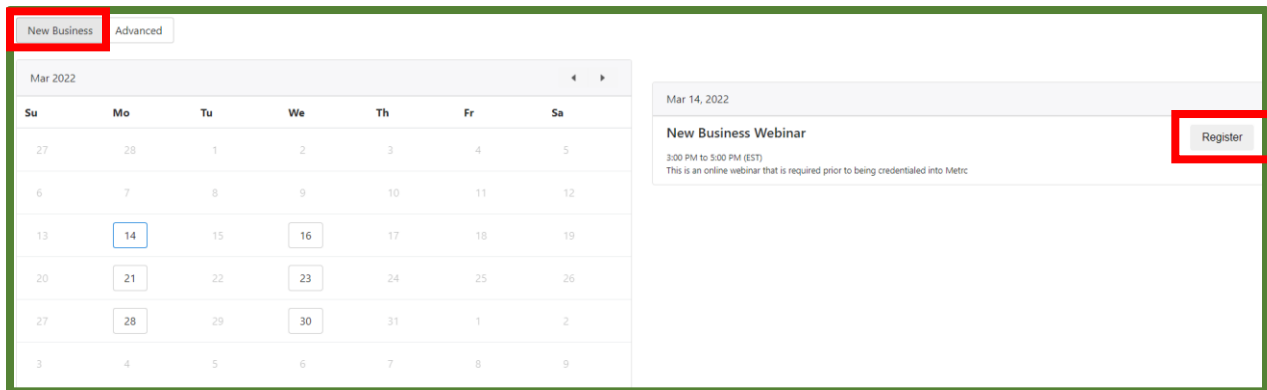 New Business Advanced
Mar 2022
Su Mo Tu We Th Fr Sa
27 28 1 2 3 4 5
6 7 8 9 10 11 12
13 14 15 16 17 18 19
20 21 22 23 24 25 26
27 28 29 30 31 1 2
3 4 5 6 7 8 9
Mar 14, 2022
New Business Webinar
Register
3:00 PM to 5:00 PM (EST)
This is an online webinar that is required prior to being credentialed into Metrc